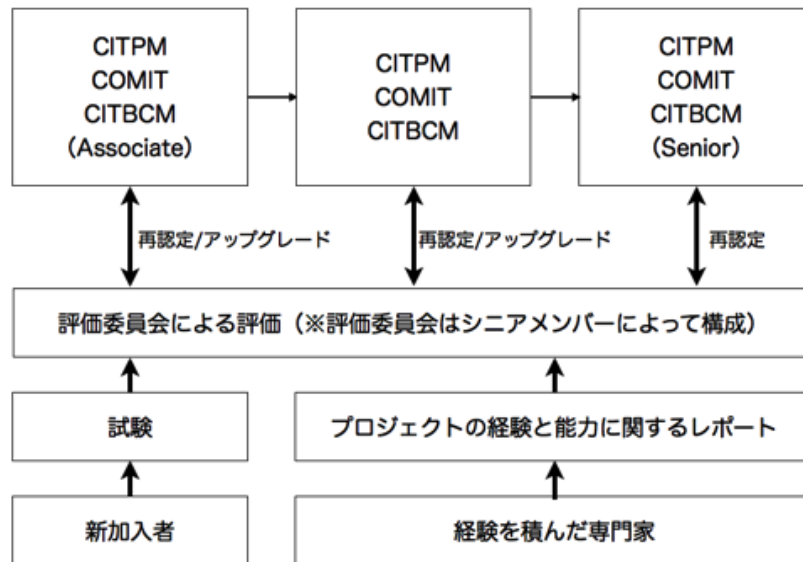 CITPM
COMIT
CITBCM
(Associate)
CITPM
COMIT
CITBCM
CITPM
COMIT
CITBCM
(Senior)
再認定/アップグレード
再認定/アップグレード
再認定
評価委員会による評価（※評価委員会はシニアメンバーによって構成）
試験
プロジェクトの経験と能力に関するレポート
新加入者
経験を積んだ専門家